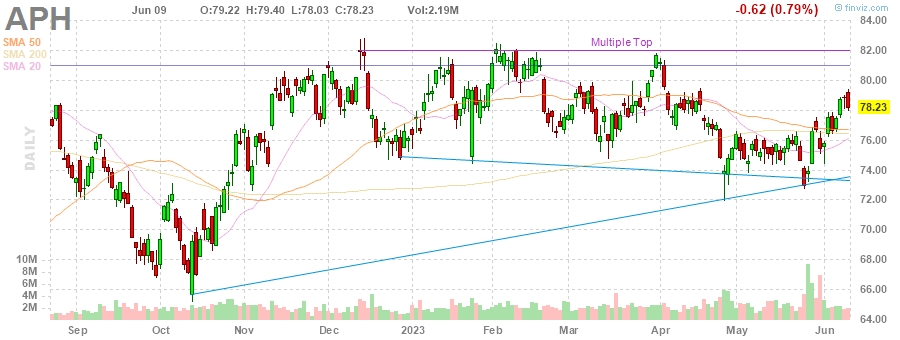 APH Jun 09 O:79.22 H:79.40 L:78.03 C:78.23 Vol:2.19M -0.62 (0.79%) © finviz.com
SMA 50
SMA 200
SMA 20
Multiple Top
DAILY
84.00
82.00
80.00
78.23
76.00
74.00
72.00
70.00
68.00
66.00
64.00
10M
8M
6M
4M
2M
Sep Oct Nov Dec 2023 Feb Mar Apr May Jun